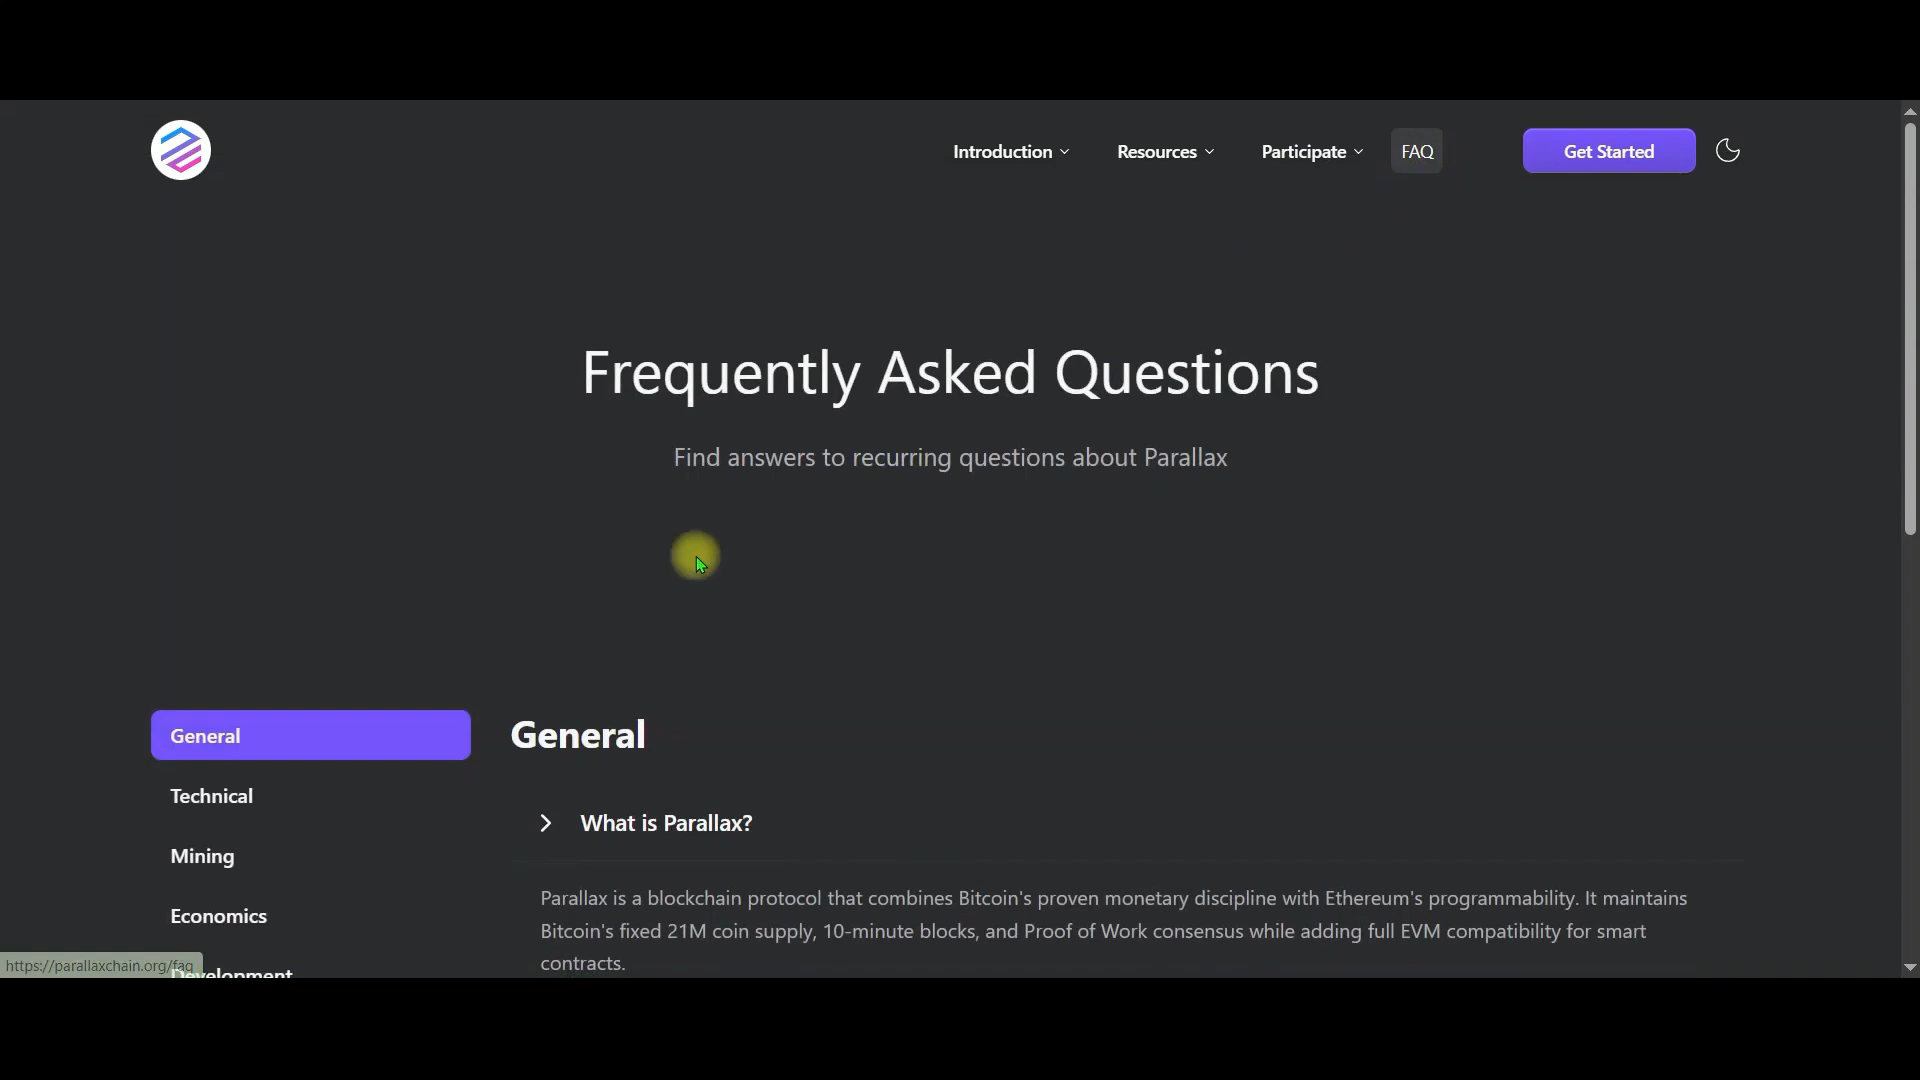 Introduction
Resources
Participate
FAQ
Get Started
Frequently Asked Questions
Find answers to recurring questions about Parallax
General
Technical
Mining
Economics
Development
General
What is Parallax?
Parallax is a blockchain protocol that combines Bitcoin's proven monetary discipline with Ethereum's programmability. It maintains
Bitcoin's fixed 21M coin supply, 10-minute blocks, and Proof of Work consensus while adding full EVM compatibility for smart
contracts.
https://parallaxchain.org/faq